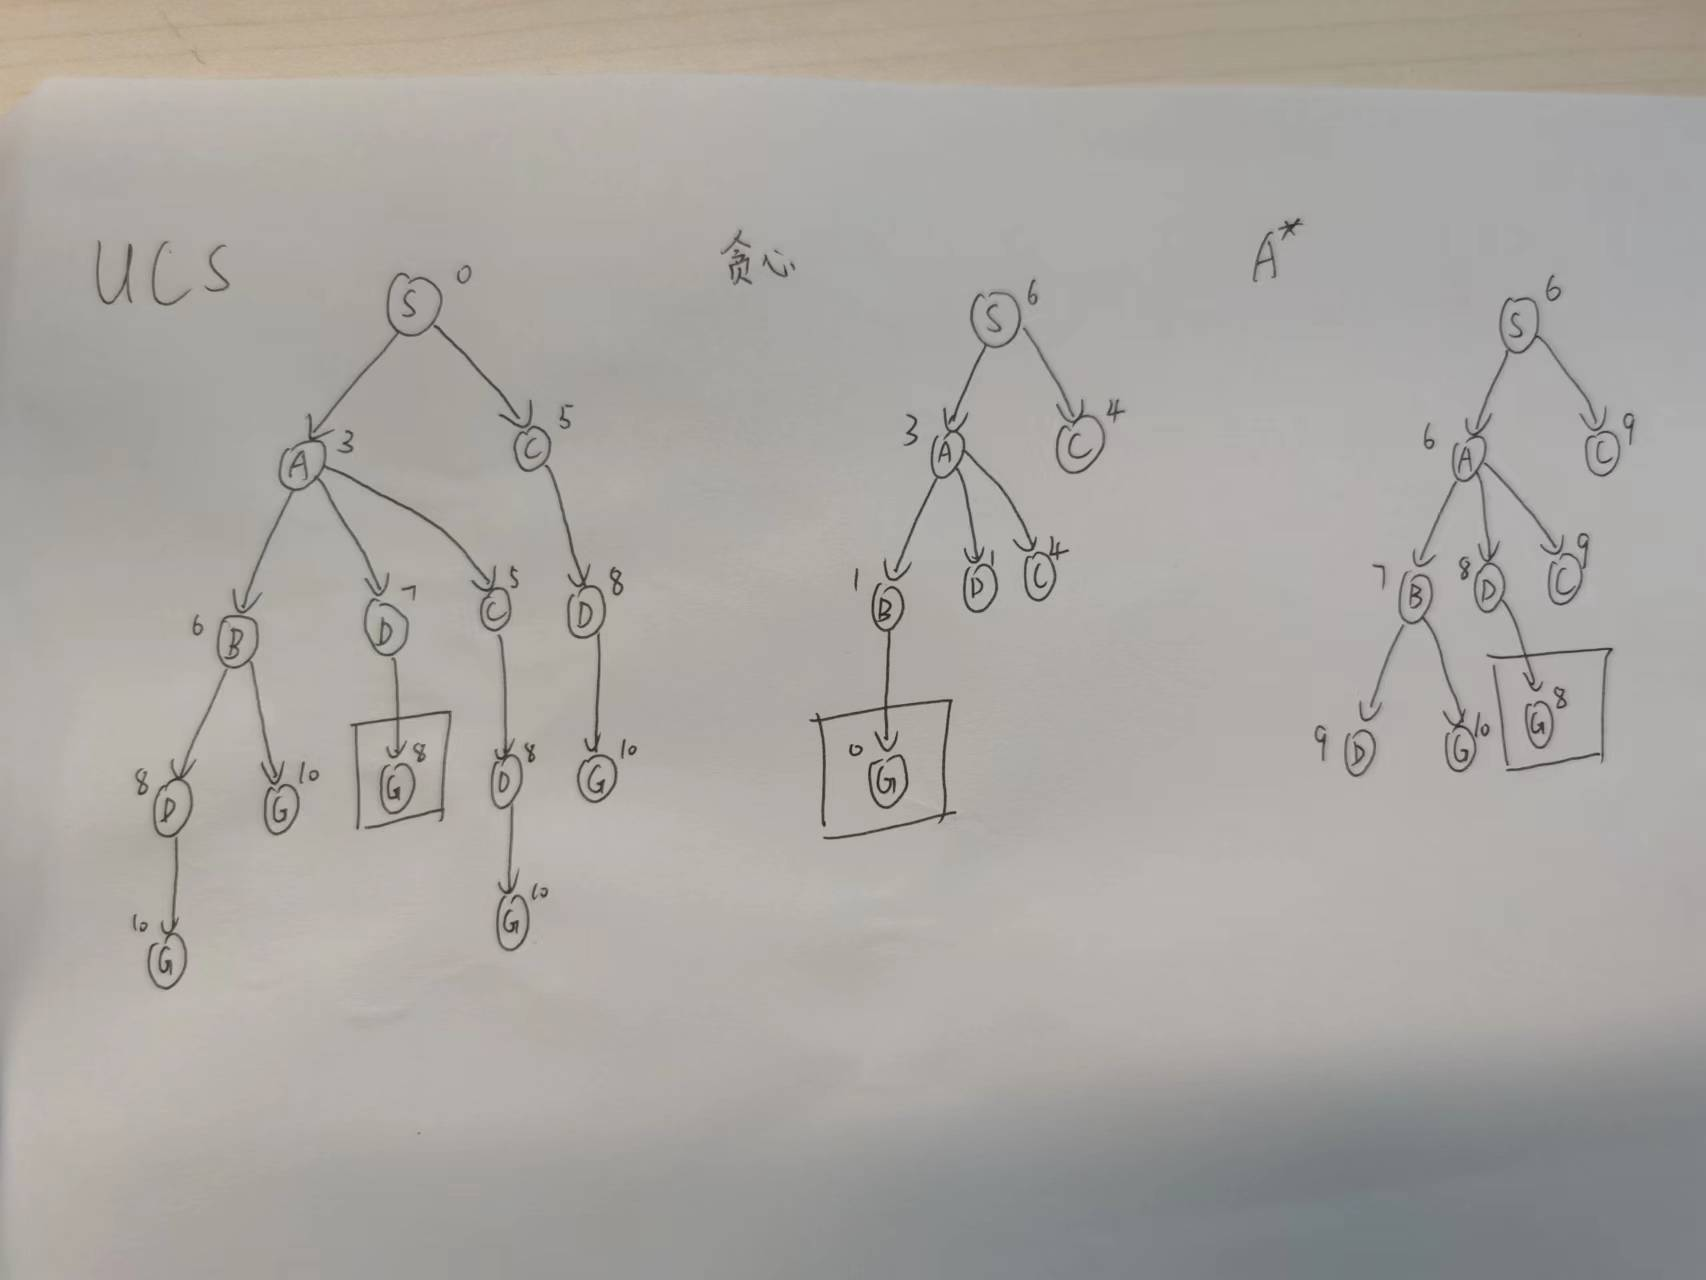 UCS 贪心 A*
S 0
S 6
S 6
A 3
C 5
3 A
C 4
6 A
C 9
6 B
D 7
C 5
D 8
1 B
D 1
C 4
7 B
8 D
C 9
8 D
G 10
G 8
D 8
G 10
0 G
9 D
G 10
G 8
10 G
G 10